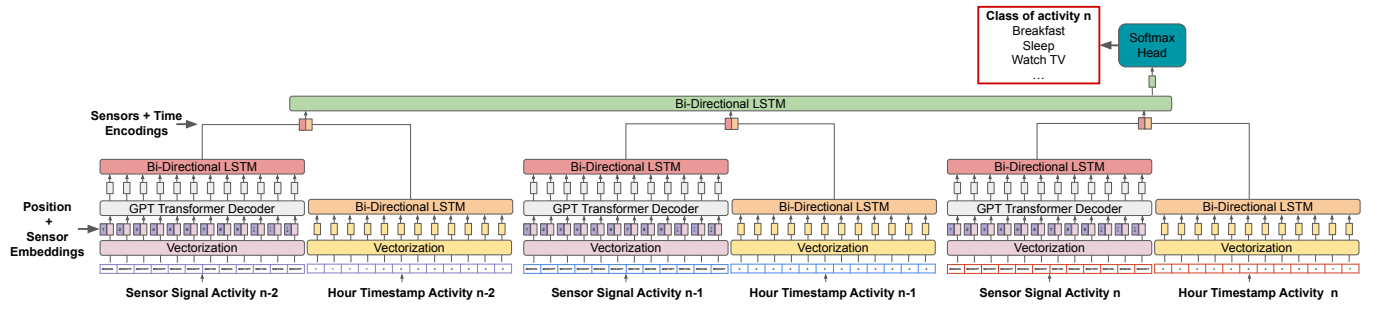 Class of activity n
Breakfast
Sleep
Watch TV
...
Softmax
Head
Bi-Directional LSTM
Sensors + Time
Encodings
Bi-Directional LSTM
Bi-Directional LSTM
Bi-Directional LSTM
Position
+
Sensor
Embeddings
GPT Transformer Decoder
Bi-Directional LSTM
GPT Transformer Decoder
Bi-Directional LSTM
GPT Transformer Decoder
Bi-Directional LSTM
Vectorization
Vectorization
Vectorization
Vectorization
Vectorization
Vectorization
Sensor Signal Activity n-2
Hour Timestamp Activity n-2
Sensor Signal Activity n-1
Hour Timestamp Activity n-1
Sensor Signal Activity n
Hour Timestamp Activity n